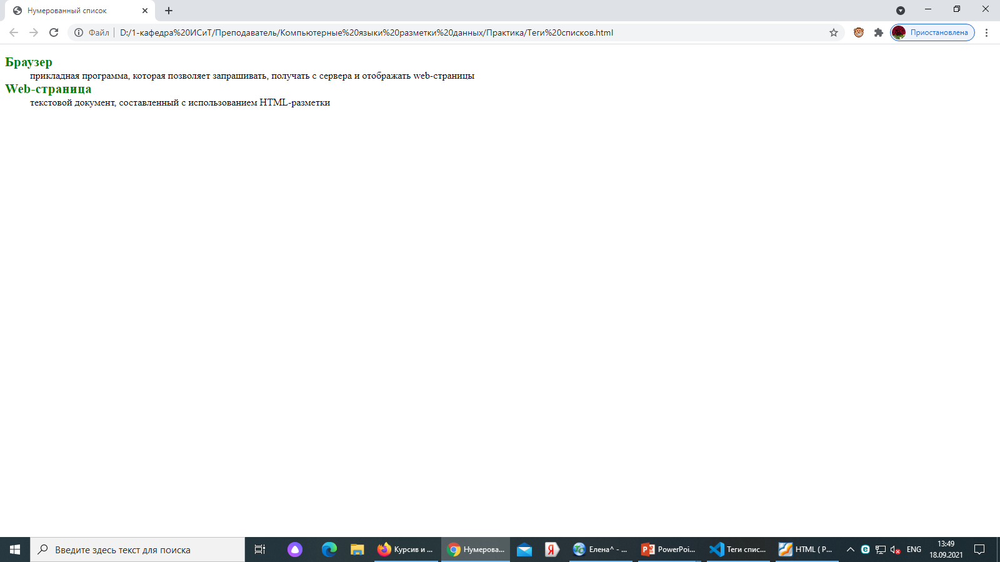 Нумерованный список
Файл D:/1-кафедра%20ИСиТ/Преподаватель/Компьютерные%20языки%20разметки%20данных/Практика/Теги%20списков.html
Приостановлена
Браузер
прикладная программа, которая позволяет запрашивать, получать с сервера и отображать web-страницы
Web-страница
текстовой документ, составленный с использованием HTML-разметки
Введите здесь текст для поиска
Курсив и ...
Нумерова...
Я
Елена^ - ...
PowerPoi...
Теги спис...
HTML ( P...
ENG
13:49
18.09.2021